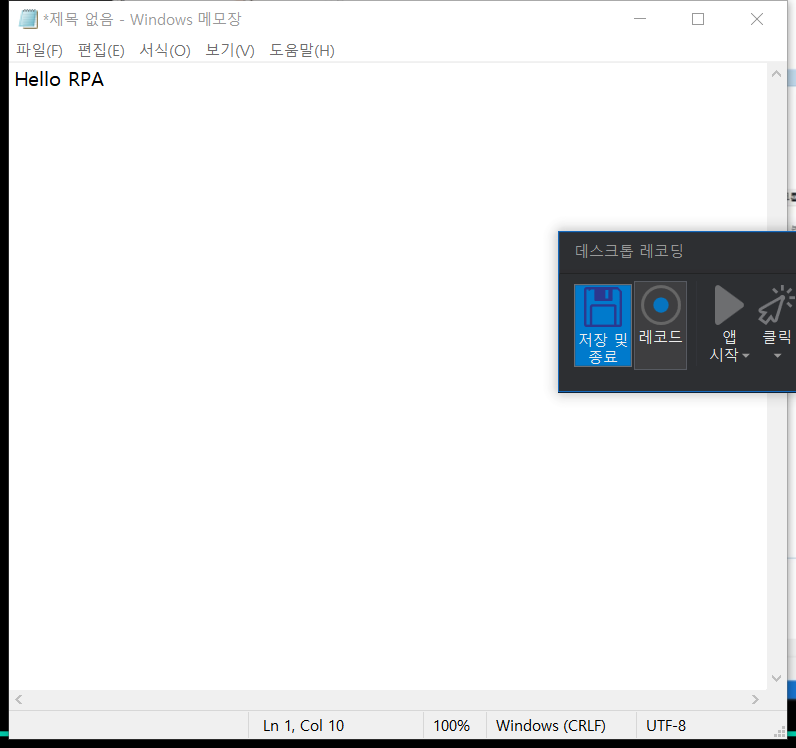 *제목 없음 - Windows 메모장
파일(F) 편집(E) 서식(O) 보기(V) 도움말(H)
Hello RPA
데스크톱 레코딩
저장 및
종료
레코드
앱
시작
클릭
Ln 1, Col 10 100% Windows (CRLF) UTF-8